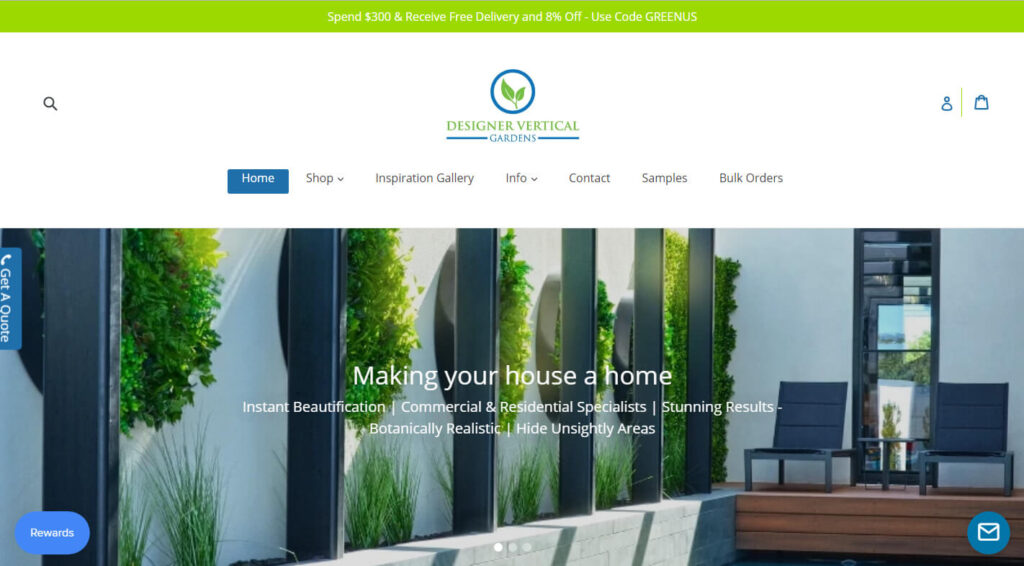 Spend $300 & Receive Free Delivery and 8% Off - Use Code GREENUS
DESIGNER VERTICAL
GARDENS
Home Shop Inspiration Gallery Info Contact Samples Bulk Orders
Get A Quote
Making your house a home
Instant Beautification | Commercial & Residential Specialists | Stunning Results -
Botanically Realistic | Hide Unsightly Areas
Rewards